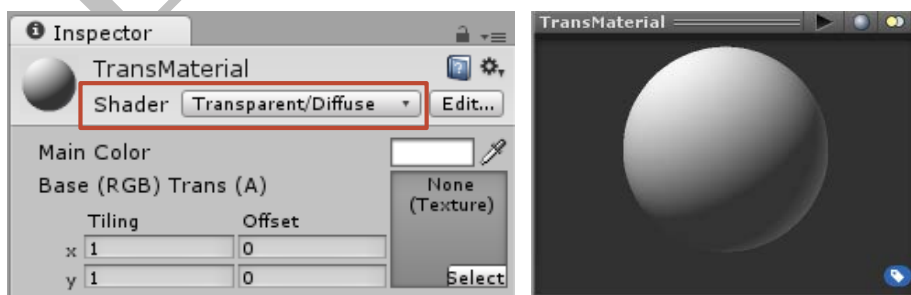 Inspector
TransMaterial
Shader Transparent/Diffuse Edit...
Main Color
Base (RGB) Trans (A) None
(Texture)
Tiling Offset
x 1 0
y 1 0 Select
TransMaterial